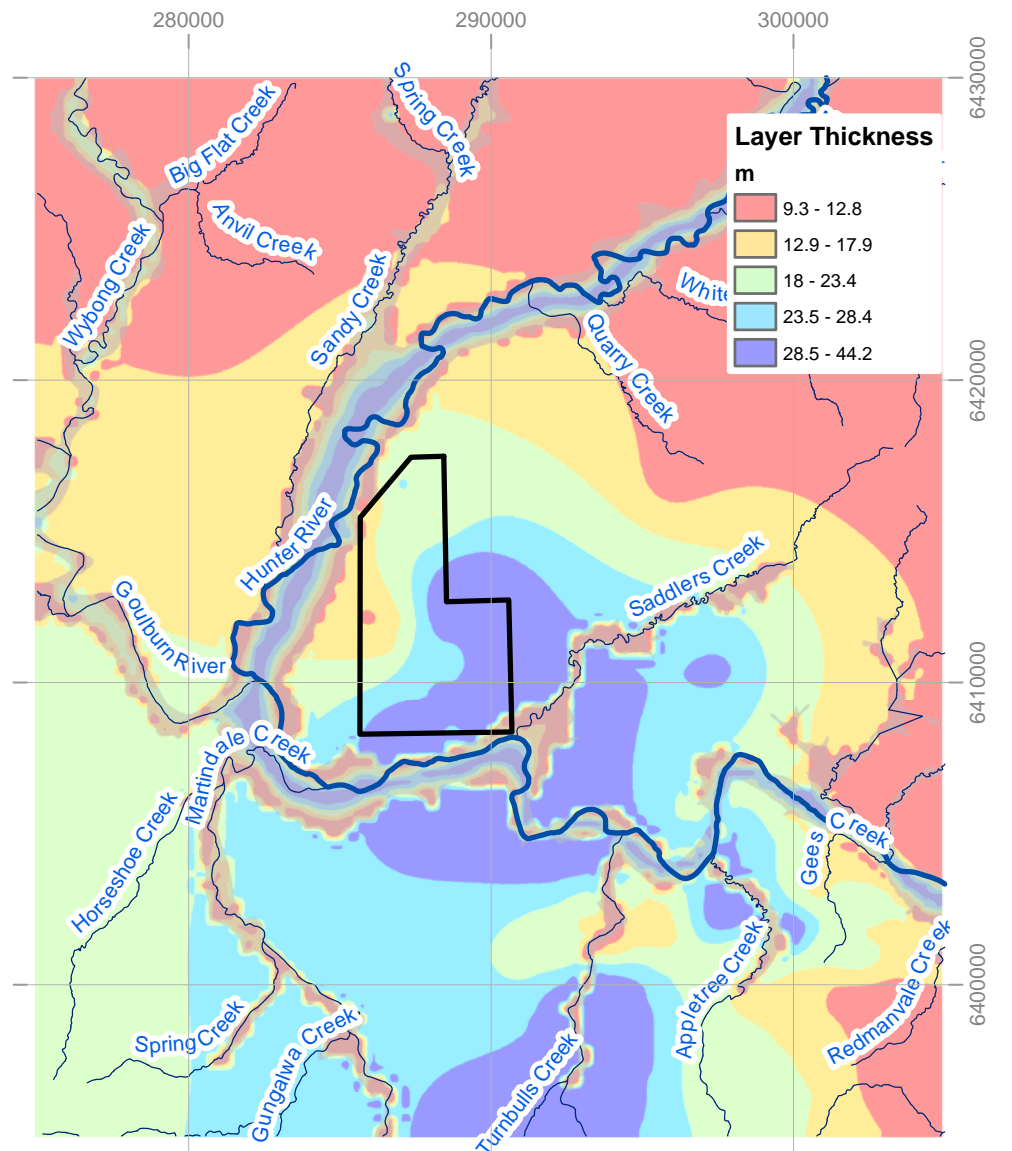 280000
290000
300000
6430000
6420000
6410000
6400000
Layer Thickness
m
9.3 - 12.8
12.9 - 17.9
18 - 23.4
23.5 - 28.4
28.5 - 44.2
Spring Creek
Big Flat Creek
Anvil Creek
Wybong Creek
Sandy Creek
White
Quarry Creek
Hunter River
Saddlers Creek
Goulburn River
Martindale Creek
Horseshoe Creek
Creek
Gees
Appletree Creek
Redmanvale Creek
Spring Creek
Gungalwa Creek
Turnbulls Creek